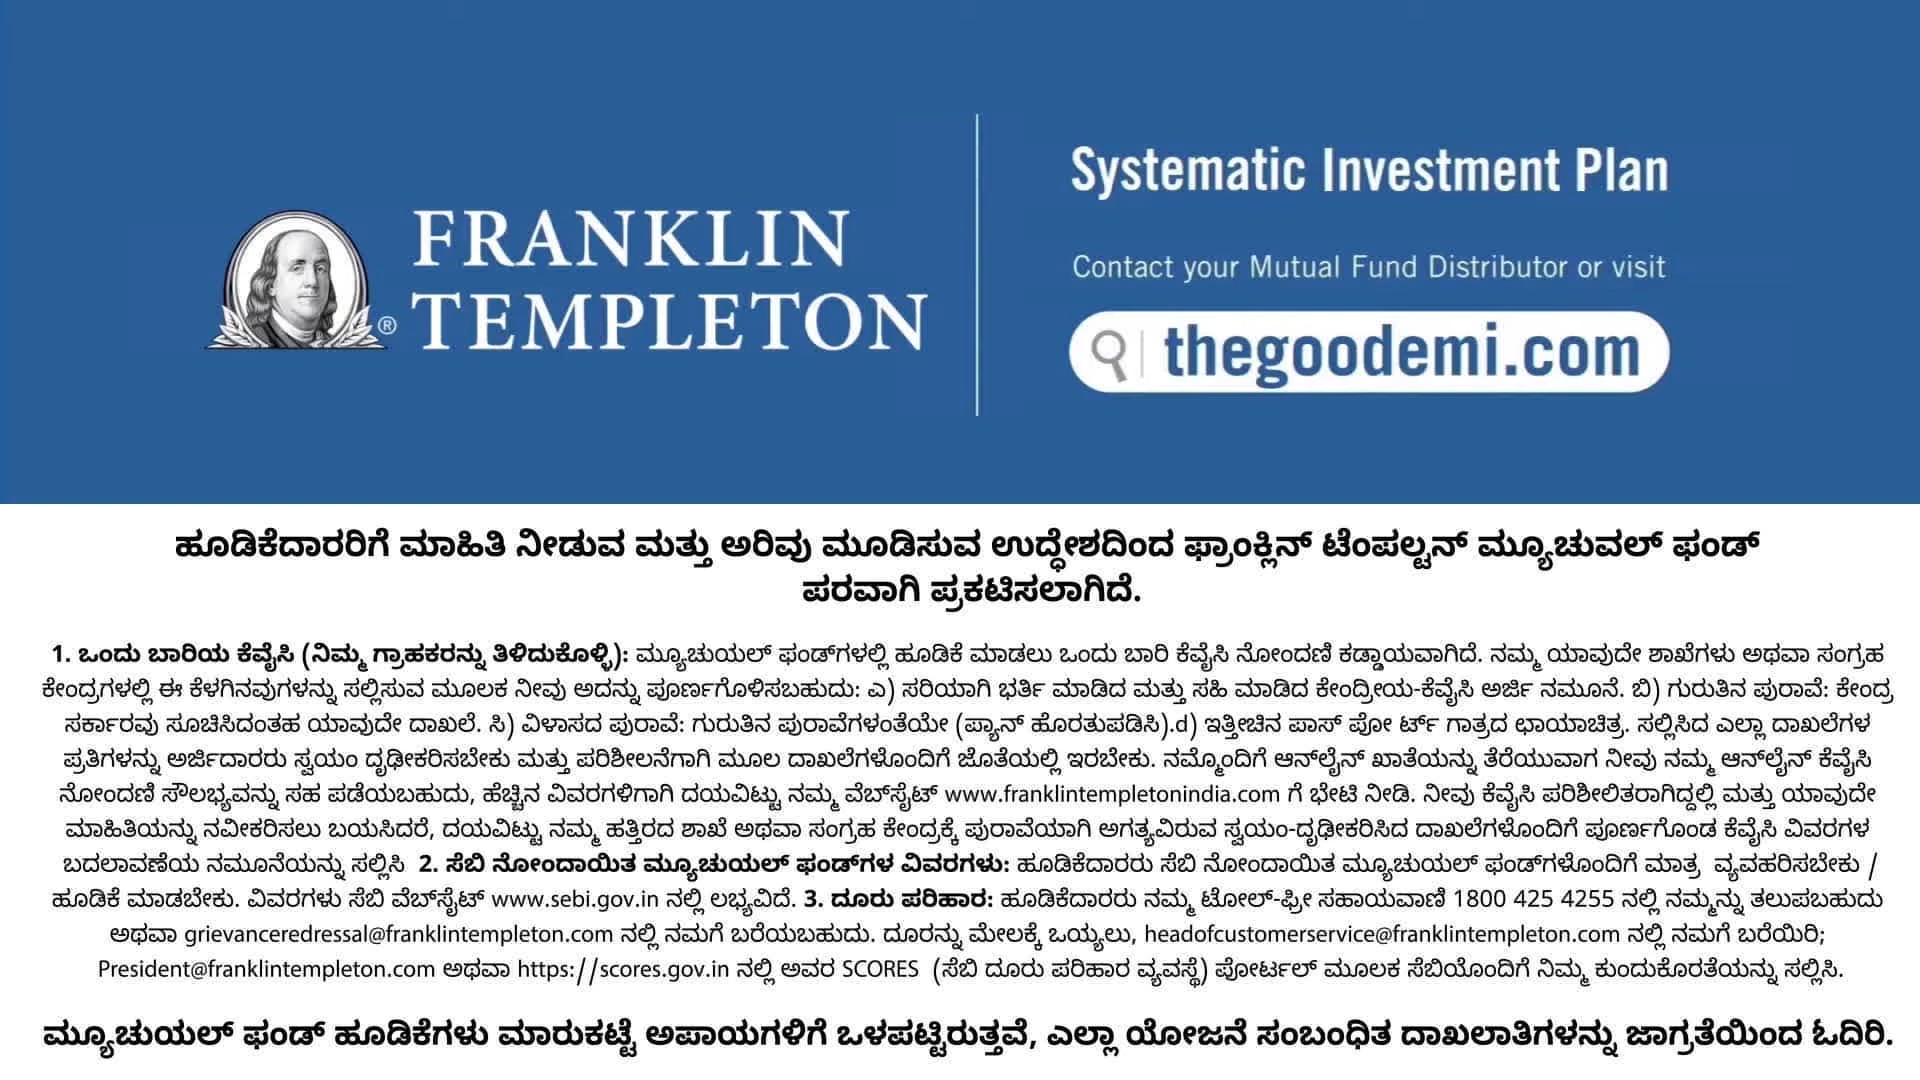 FRANKLIN
TEMPLETON
®
Systematic Investment Plan
Contact your Mutual Fund Distributor or visit
thegoodemi.com
ಹೂಡಿಕೆದಾರರಿಗೆ ಮಾಹಿತಿ ನೀಡುವ ಮತ್ತು ಅರಿವು ಮೂಡಿಸುವ ಉದ್ಧೇಶದಿಂದ ಫ್ರಾಂಕ್ಲಿನ್ ಟೆಂಪಲ್ಟನ್ ಮ್ಯೂಚುವಲ್ ಫಂಡ್
ಪರವಾಗಿ ಪ್ರಕಟಿಸಲಾಗಿದೆ.
1. ಒಂದು ಬಾರಿಯ ಕೆವೈಸಿ (ನಿಮ್ಮ ಗ್ರಾಹಕರನ್ನು ತಿಳಿದುಕೊಳ್ಳಿ): ಮ್ಯೂಚುಯಲ್ ಫಂಡ್‌ಗಳಲ್ಲಿ ಹೂಡಿಕೆ ಮಾಡಲು ಒಂದು ಬಾರಿ ಕೆವೈಸಿ ನೋಂದಣಿ ಕಡ್ಡಾಯವಾಗಿದೆ. ನಮ್ಮ ಯಾವುದೇ ಶಾಖೆಗಳು ಅಥವಾ ಸಂಗ್ರಹ
ಕೇಂದ್ರಗಳಲ್ಲಿ ಈ ಕೆಳಗಿನವುಗಳನ್ನು ಸಲ್ಲಿಸುವ ಮೂಲಕ ನೀವು ಅದನ್ನು ಪೂರ್ಣಗೊಳಿಸಬಹುದು: ಎ) ಸರಿಯಾಗಿ ಭರ್ತಿ ಮಾಡಿದ ಮತ್ತು ಸಹಿ ಮಾಡಿದ ಕೇಂದ್ರೀಯ-ಕೆವೈಸಿ ಅರ್ಜಿ ನಮೂನೆ. ಬಿ) ಗುರುತಿನ ಪುರಾವೆ: ಕೇಂದ್ರ
ಸರ್ಕಾರವು ಸೂಚಿಸಿದಂತಹ ಯಾವುದೇ ದಾಖಲೆ. ಸಿ) ವಿಳಾಸದ ಪುರಾವೆ: ಗುರುತಿನ ಪುರಾವೆಗಳಂತೆಯೇ (ಪ್ಯಾನ್ ಹೊರತುಪಡಿಸಿ).d) ಇತ್ತೀಚಿನ ಪಾಸ್ ಪೋ ರ್ಟ್ ಗಾತ್ರದ ಛಾಯಾಚಿತ್ರ. ಸಲ್ಲಿಸಿದ ಎಲ್ಲಾ ದಾಖಲೆಗಳ
ಪ್ರತಿಗಳನ್ನು ಅರ್ಜಿದಾರರು ಸ್ವಯಂ ದೃಢೀಕರಿಸಬೇಕು ಮತ್ತು ಪರಿಶೀಲನೆಗಾಗಿ ಮೂಲ ದಾಖಲೆಗಳೊಂದಿಗೆ ಜೊತೆಯಲ್ಲಿ ಇರಬೇಕು. ನಮ್ಮೊಂದಿಗೆ ಆನ್‌ಲೈನ್ ಖಾತೆಯನ್ನು ತೆರೆಯುವಾಗ ನೀವು ನಮ್ಮ ಆನ್‌ಲೈನ್ ಕೆವೈಸಿ
ನೋಂದಣಿ ಸೌಲಭ್ಯವನ್ನು ಸಹ ಪಡೆಯಬಹುದು, ಹೆಚ್ಚಿನ ವಿವರಗಳಿಗಾಗಿ ದಯವಿಟ್ಟು ನಮ್ಮ ವೆಬ್‌ಸೈಟ್ www.franklintempletonindia.com ಗೆ ಭೇಟಿ ನೀಡಿ. ನೀವು ಕೆವೈಸಿ ಪರಿಶೀಲಿತರಾಗಿದ್ದಲ್ಲಿ ಮತ್ತು ಯಾವುದೇ
ಮಾಹಿತಿಯನ್ನು ನವೀಕರಿಸಲು ಬಯಸಿದರೆ, ದಯವಿಟ್ಟು ನಮ್ಮ ಹತ್ತಿರದ ಶಾಖೆ ಅಥವಾ ಸಂಗ್ರಹ ಕೇಂದ್ರಕ್ಕೆ ಪುರಾವೆಯಾಗಿ ಅಗತ್ಯವಿರುವ ಸ್ವಯಂ-ದೃಢೀಕರಿಸಿದ ದಾಖಲೆಗಳೊಂದಿಗೆ ಪೂರ್ಣಗೊಂಡ ಕೆವೈಸಿ ವಿವರಗಳ
ಬದಲಾವಣೆಯ ನಮೂನೆಯನ್ನು ಸಲ್ಲಿಸಿ 2. ಸೆಬಿ ನೋಂದಾಯಿತ ಮ್ಯೂಚುಯಲ್ ಫಂಡ್‌ಗಳ ವಿವರಗಳು: ಹೂಡಿಕೆದಾರರು ಸೆಬಿ ನೋಂದಾಯಿತ ಮ್ಯೂಚುಯಲ್ ಫಂಡ್‌ಗಳೊಂದಿಗೆ ಮಾತ್ರ ವ್ಯವಹರಿಸಬೇಕು /
ಹೂಡಿಕೆ ಮಾಡಬೇಕು. ವಿವರಗಳು ಸೆಬಿ ವೆಬ್‌ಸೈಟ್ www.sebi.gov.in ನಲ್ಲಿ ಲಭ್ಯವಿದೆ. 3. ದೂರು ಪರಿಹಾರ: ಹೂಡಿಕೆದಾರರು ನಮ್ಮ ಟೋಲ್-ಫ್ರೀ ಸಹಾಯವಾಣಿ 1800 425 4255 ನಲ್ಲಿ ನಮ್ಮನ್ನು ತಲುಪಬಹುದು
ಅಥವಾ grievanceredressal@franklintempleton.com ನಲ್ಲಿ ನಮಗೆ ಬರೆಯಬಹುದು. ದೂರನ್ನು ಮೇಲಕ್ಕೆ ಒಯ್ಯಲು, headofcustomerservice@franklintempleton.com ನಲ್ಲಿ ನಮಗೆ ಬರೆಯಿರಿ;
President@franklintempleton.com ಅಥವಾ https://scores.gov.in ನಲ್ಲಿ ಅವರ SCORES (ಸೆಬಿ ದೂರು ಪರಿಹಾರ ವ್ಯವಸ್ಥೆ) ಪೋರ್ಟಲ್ ಮೂಲಕ ಸೆಬಿಯೊಂದಿಗೆ ನಿಮ್ಮ ಕುಂದುಕೊರತೆಯನ್ನು ಸಲ್ಲಿಸಿ.
ಮ್ಯೂಚುಯಲ್ ಫಂಡ್ ಹೂಡಿಕೆಗಳು ಮಾರುಕಟ್ಟೆ ಅಪಾಯಗಳಿಗೆ ಒಳಪಟ್ಟಿರುತ್ತವೆ, ಎಲ್ಲಾ ಯೋಜನೆ ಸಂಬಂಧಿತ ದಾಖಲಾತಿಗಳನ್ನು ಜಾಗ್ರತೆಯಿಂದ ಓದಿರಿ.